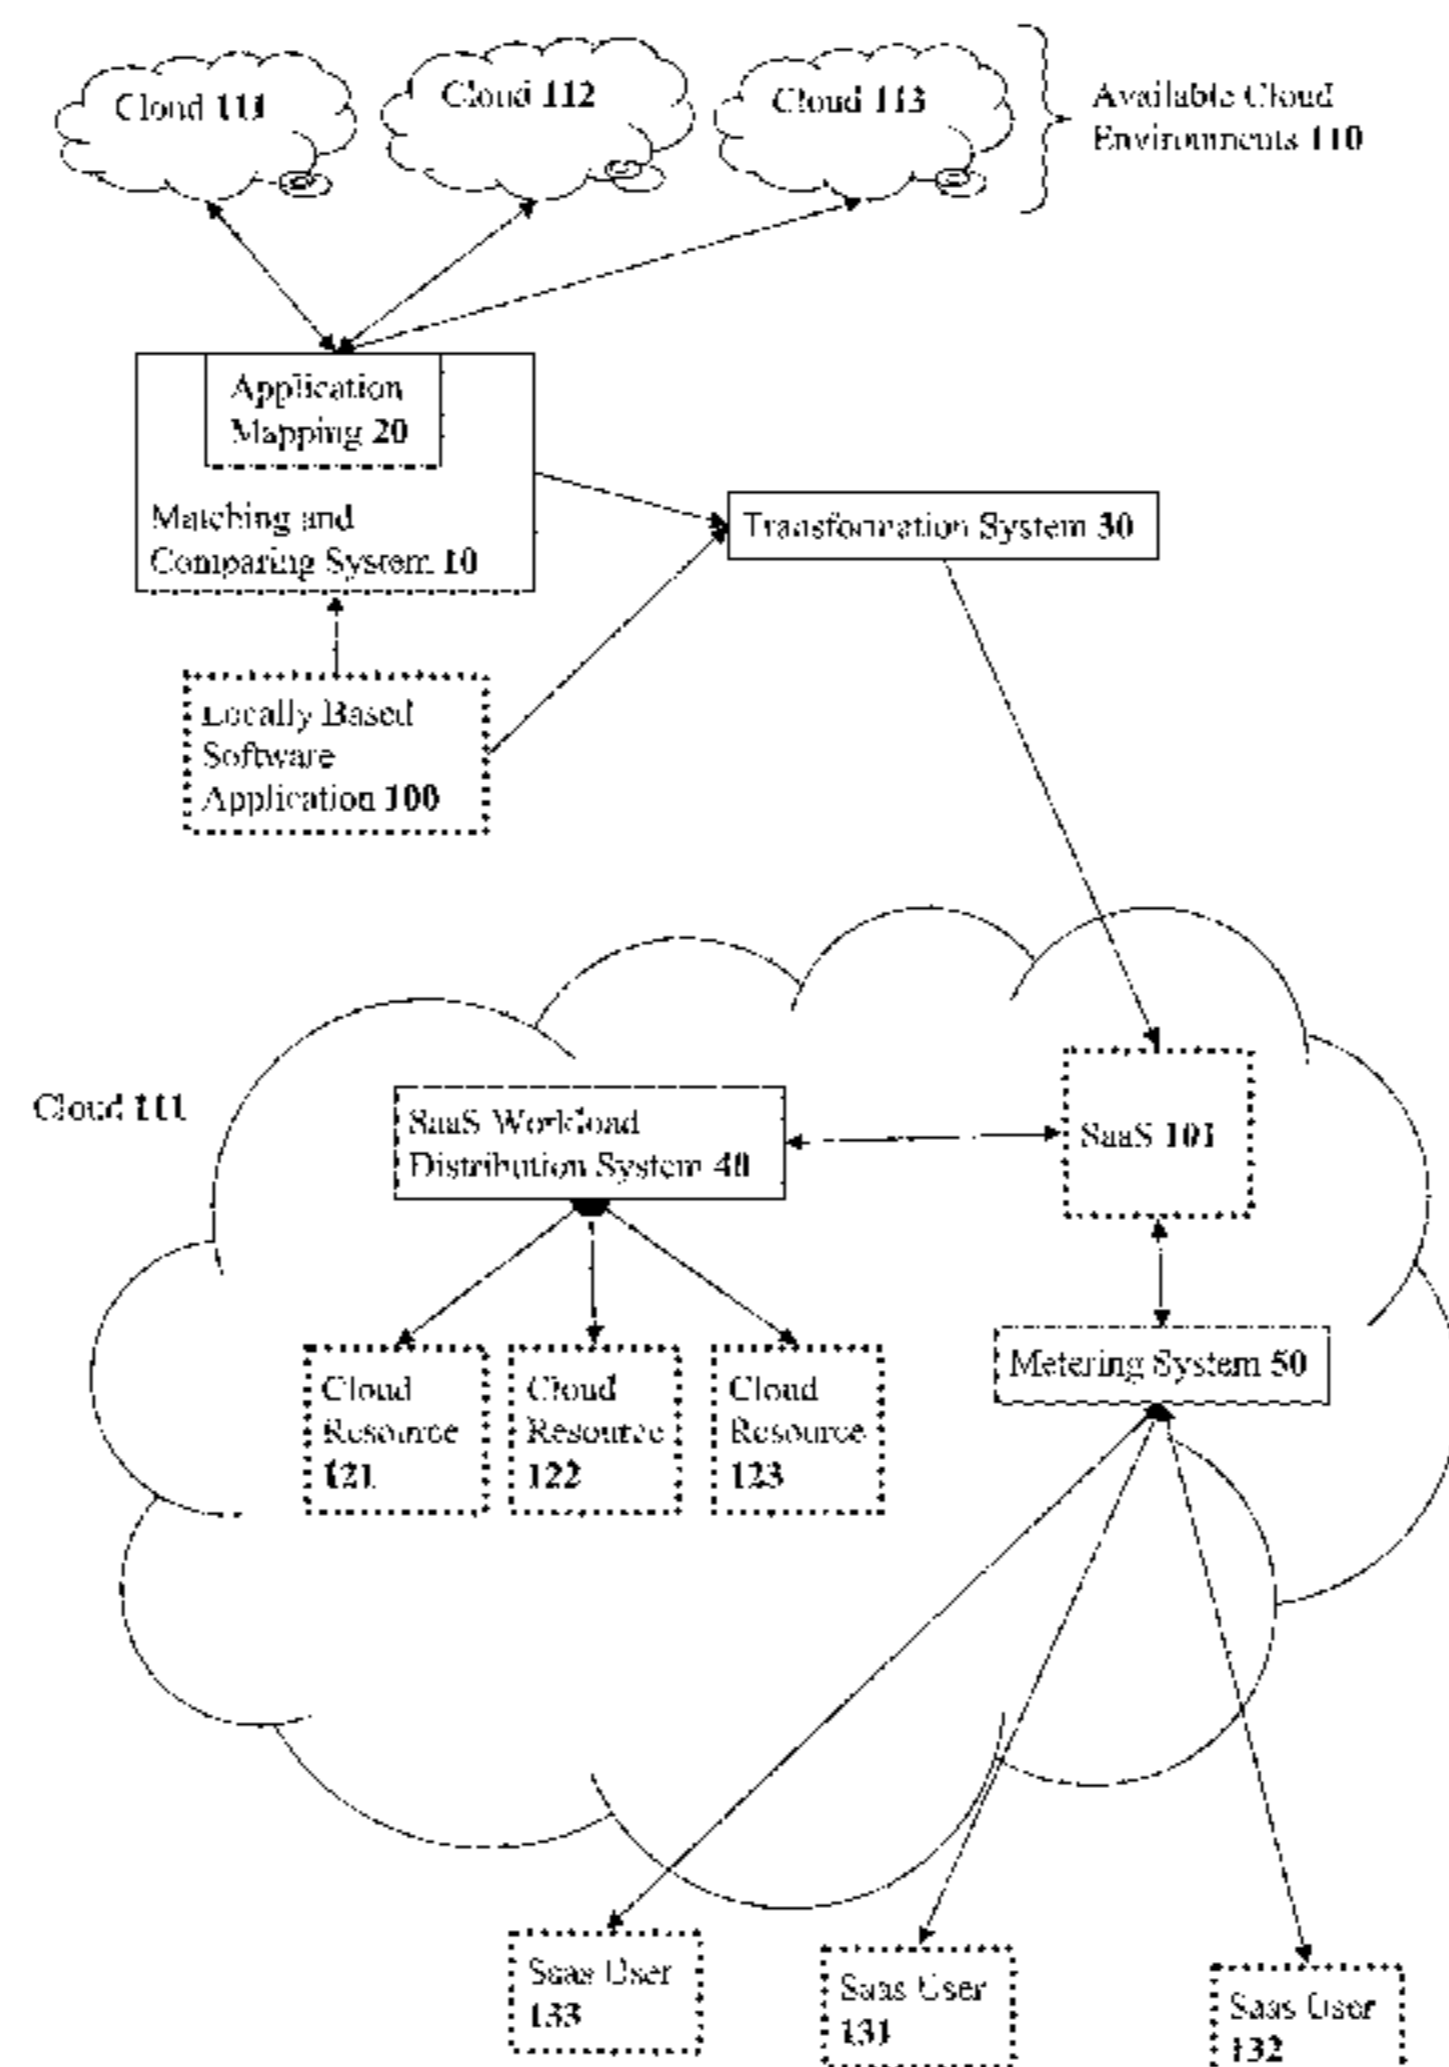 Cloud 111
Cloud 112
Cloud 113
Available Cloud
Environments 110
Application
Mapping 20
Matching and
Comparing System 10
Transformation System 30
Locally Based
Software
Application 100
Cloud 111
SaaS Workload
Distribution System 40
SaaS 101
Cloud
Resource
121
Cloud
Resource
122
Cloud
Resource
123
Metering System 50
Saas User
133
Saas User
131
Saas User
132